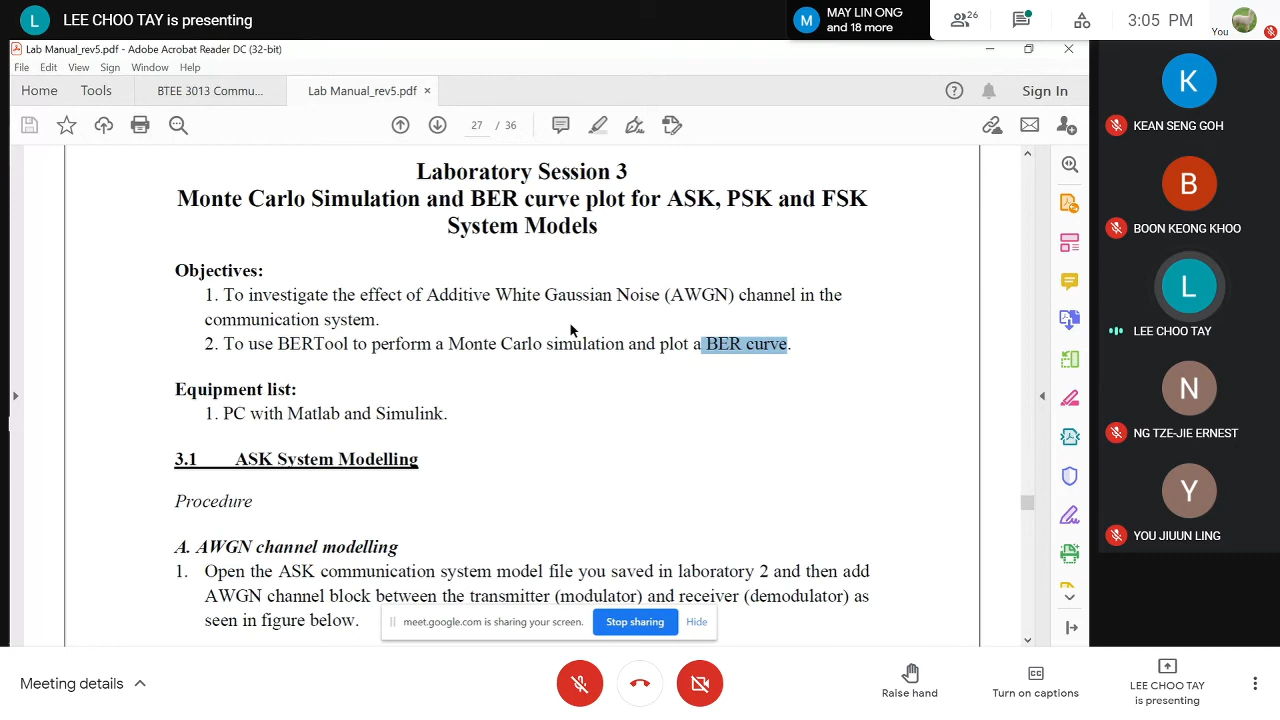 L LEE CHOO TAY is presenting
M MAY LIN ONG
and 18 more
26
3:05 PM
You
Lab Manual_rev5.pdf - Adobe Acrobat Reader DC (32-bit)
File Edit View Sign Window Help
Home Tools BTEE 3013 Commu... Lab Manual_rev5.pdf × Sign In
27 / 36
Laboratory Session 3
Monte Carlo Simulation and BER curve plot for ASK, PSK and FSK
System Models
Objectives:
1. To investigate the effect of Additive White Gaussian Noise (AWGN) channel in the
communication system.
2. To use BERTool to perform a Monte Carlo simulation and plot a BER curve.
Equipment list:
1. PC with Matlab and Simulink.
3.1 ASK System Modelling
Procedure
A. AWGN channel modelling
1. Open the ASK communication system model file you saved in laboratory 2 and then add
AWGN channel block between the transmitter (modulator) and receiver (demodulator) as
seen in figure below.
meet.google.com is sharing your screen. Stop sharing Hide
K
KEAN SENG GOH
B
BOON KEONG KHOO
L
LEE CHOO TAY
N
NG TZE-JIE ERNEST
Y
YOU JIUUN LING
Meeting details
Raise hand
Turn on captions
LEE CHOO TAY
is presenting